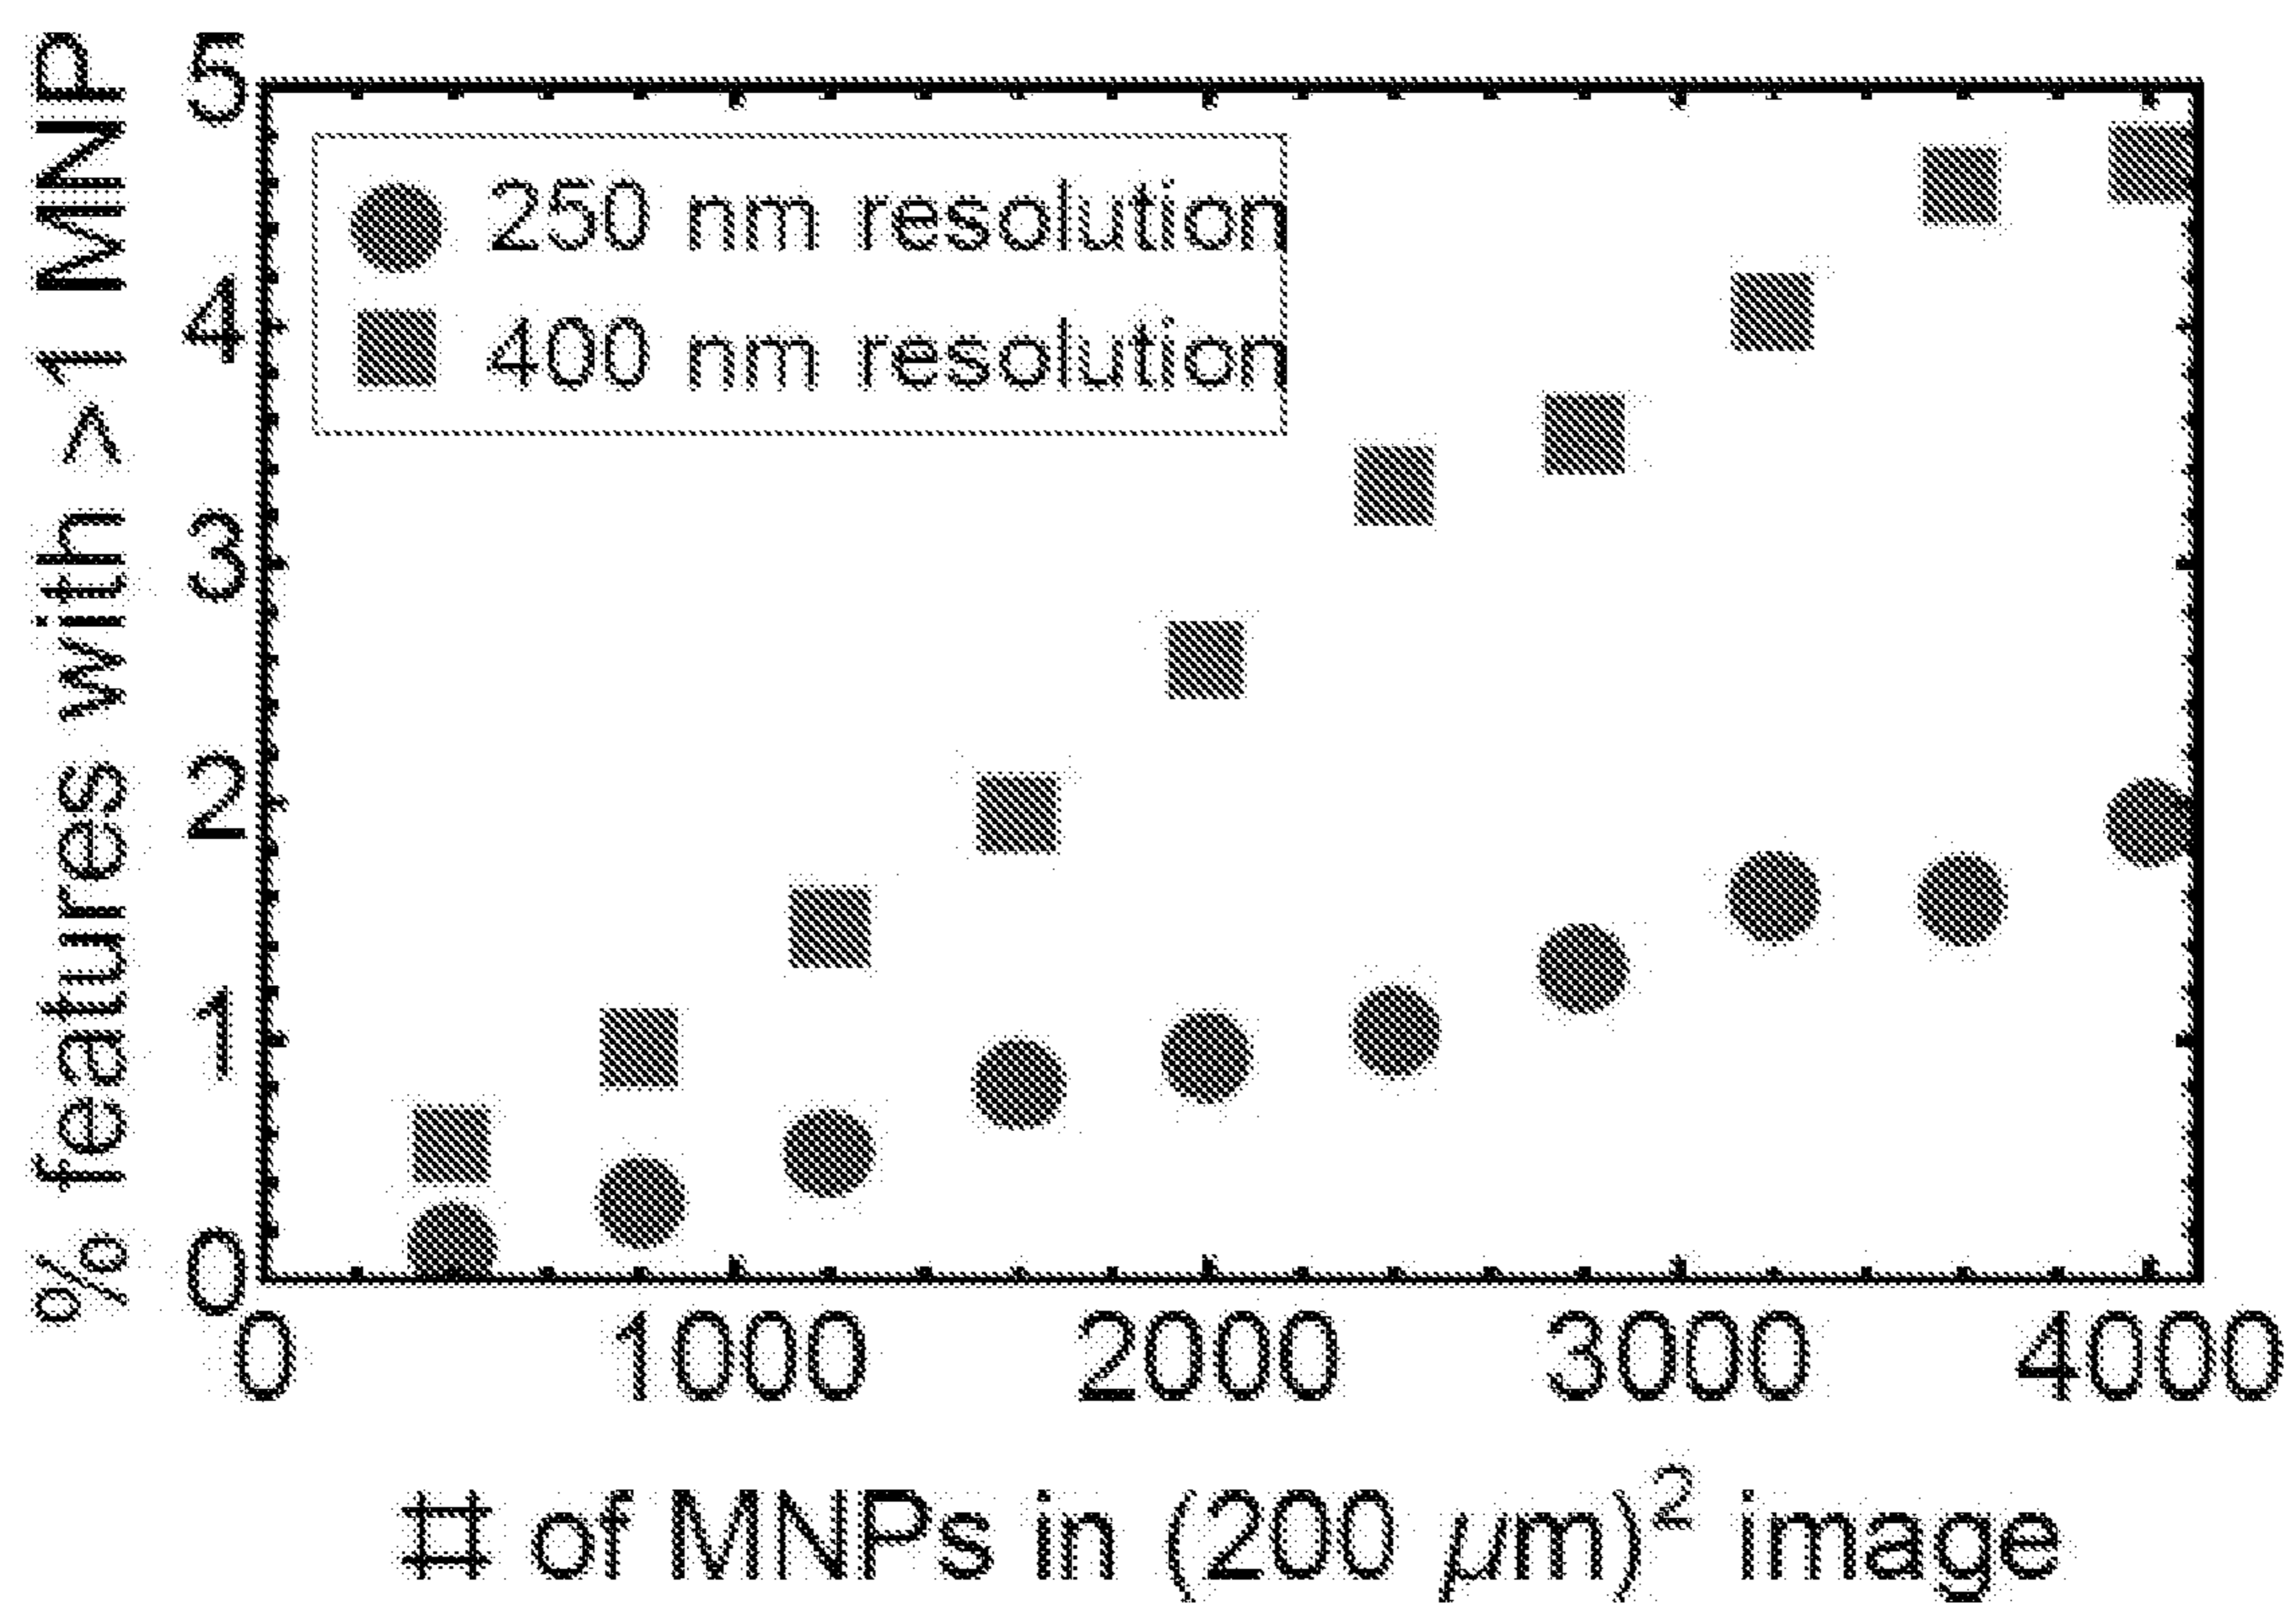 % features with >1 MNP
5
4
3
2
1
0
250 nm resolution
400 nm resolution
0 1000 2000 3000 4000
# of MNPs in (200 μm)² image